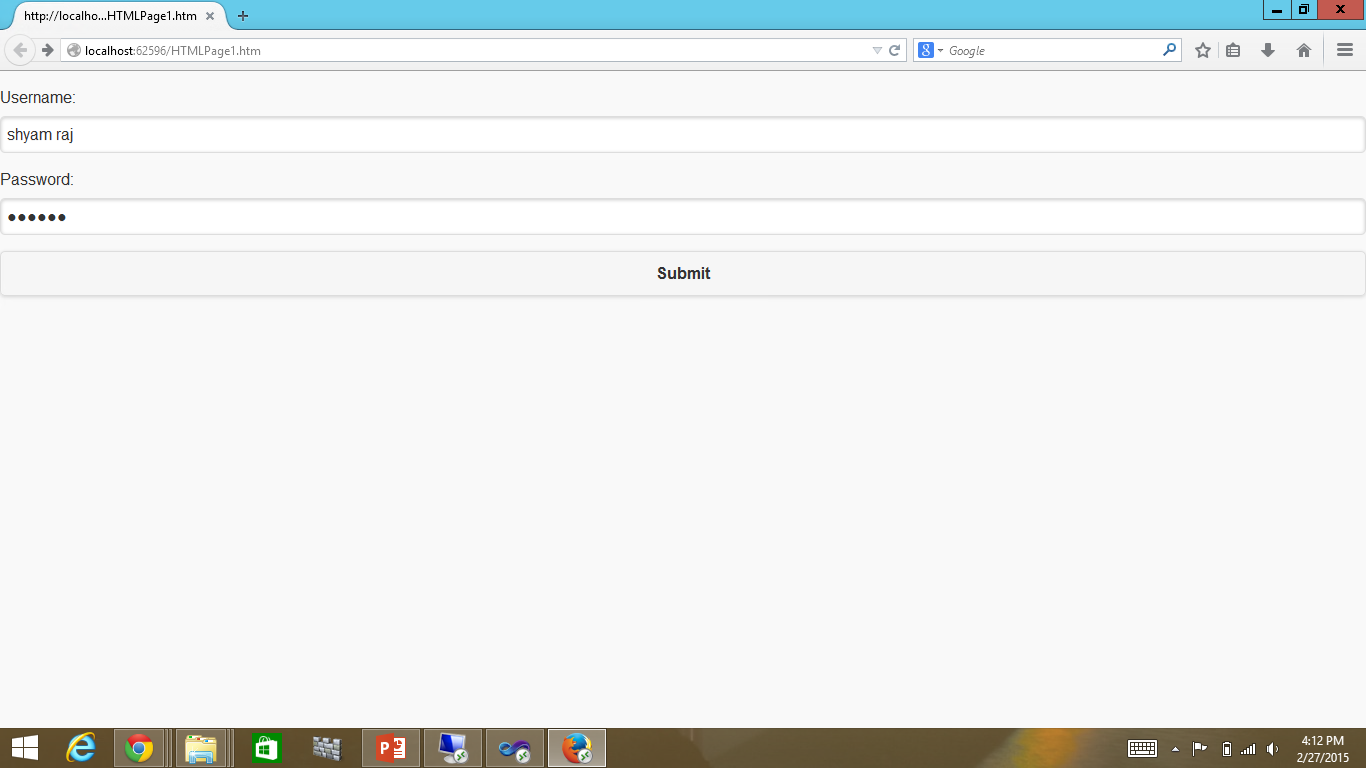 http://localho...HTMLPage1.htm
localhost:62596/HTMLPage1.htm
Google
Username:
shyam raj
Password:
●●●●●●
Submit
4:12 PM
2/27/2015